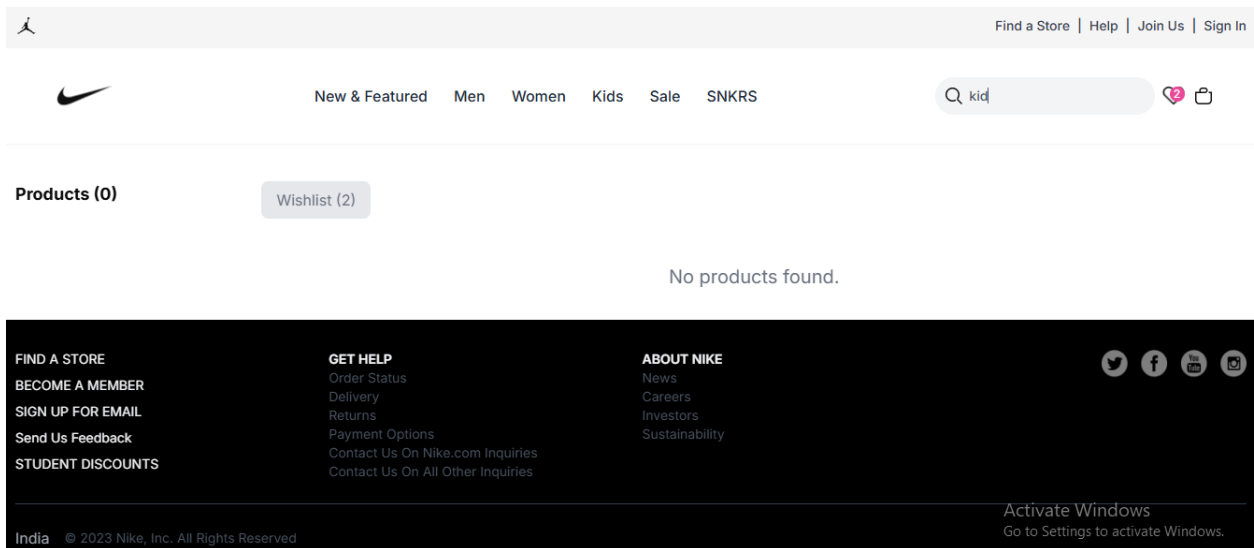 Find a Store | Help | Join Us | Sign In
New & Featured Men Women Kids Sale SNKRS kid 2
Products (0) Wishlist (2)
No products found.
FIND A STORE
BECOME A MEMBER
SIGN UP FOR EMAIL
Send Us Feedback
STUDENT DISCOUNTS
GET HELP
Order Status
Delivery
Returns
Payment Options
Contact Us On Nike.com Inquiries
Contact Us On All Other Inquiries
ABOUT NIKE
News
Careers
Investors
Sustainability
You
Tube
Activate Windows
Go to Settings to activate Windows.
India © 2023 Nike, Inc. All Rights Reserved